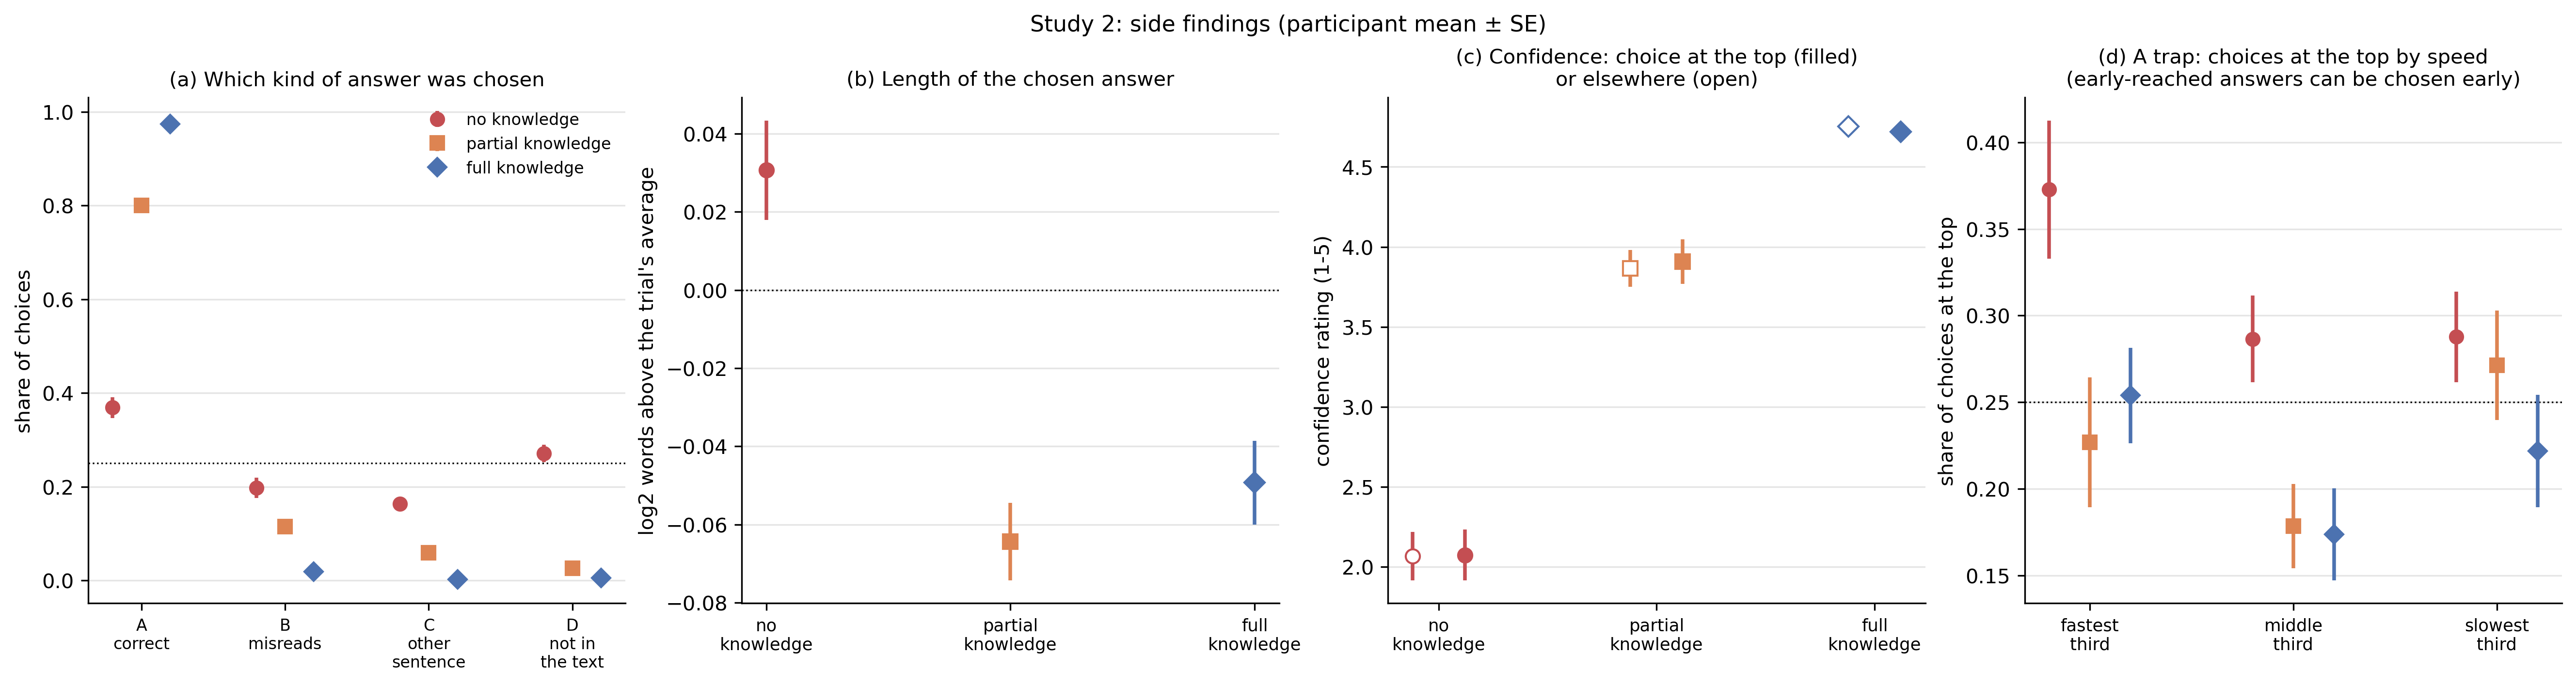 Study 2: side findings (participant mean ± SE)
(a) Which kind of answer was chosen
share of choices
1.0
0.8
0.6
0.4
0.2
0.0
no knowledge
partial knowledge
full knowledge
A
correct
B
misreads
C
other
sentence
D
not in
the text
(b) Length of the chosen answer
log2 words above the trial's average
0.04
0.02
0.00
−0.02
−0.04
−0.06
−0.08
no
knowledge
partial
knowledge
full
knowledge
(c) Confidence: choice at the top (filled)
or elsewhere (open)
confidence rating (1-5)
4.5
4.0
3.5
3.0
2.5
2.0
no
knowledge
partial
knowledge
full
knowledge
(d) A trap: choices at the top by speed
(early-reached answers can be chosen early)
share of choices at the top
0.40
0.35
0.30
0.25
0.20
0.15
fastest
third
middle
third
slowest
third